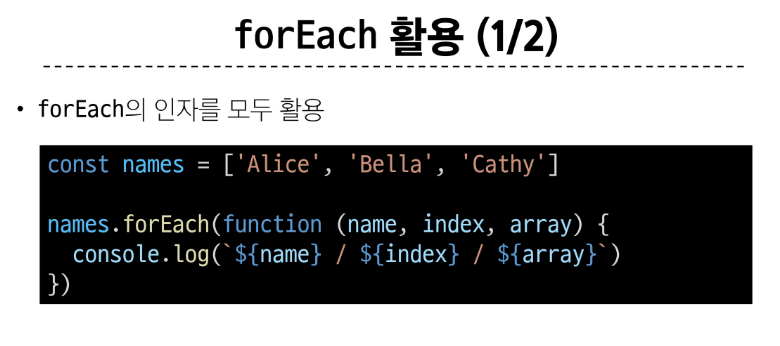 forEach 활용 (1/2)
• forEach의 인자를 모두 활용
const names = ['Alice', 'Bella', 'Cathy']
names.forEach(function (name, index, array) {
  console.log(`${name} / ${index} / ${array}`)
})